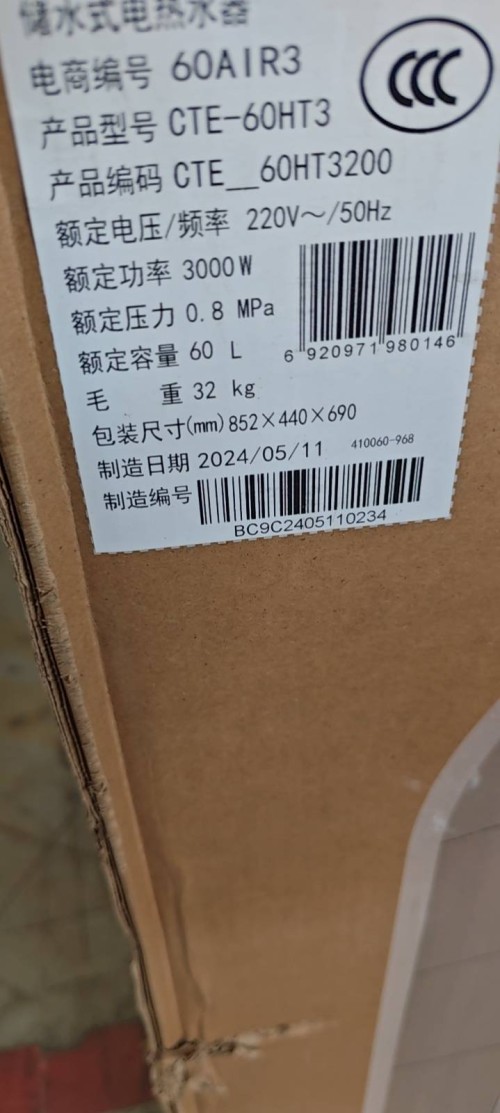 储水式电热水器
电商编号 60AIR3
CCC
产品型号 CTE-60HT3
产品编码 CTE__60HT3200
额定电压/频率 220V～/50Hz
额定功率 3000W
额定压力 0.8 MPa
额定容量 60 L
6 920971 980146
毛 重 32 kg
包装尺寸(mm)852×440×690
制造日期 2024/05/11
410060-968
制造编号
BC9C2405110234